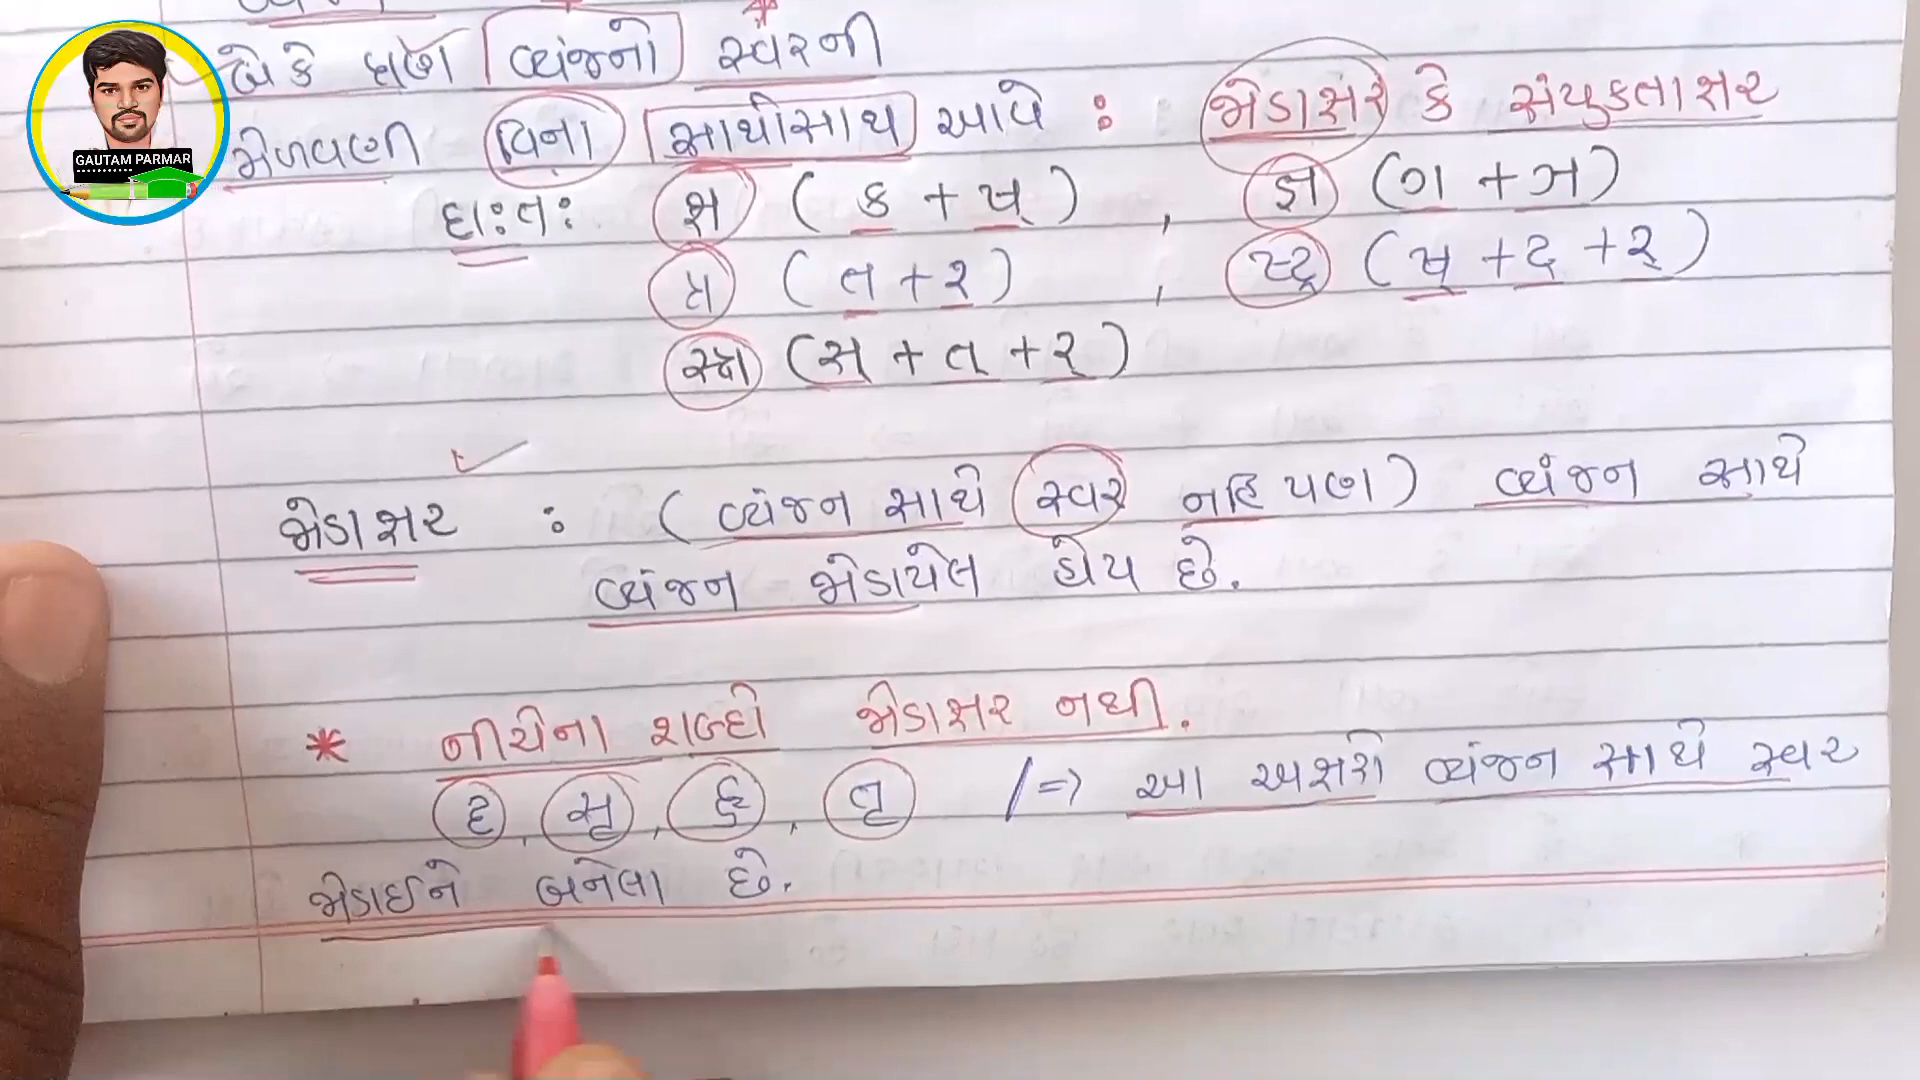 GAUTAM PARMAR
બે કે વ્યંજનો સ્વરની
મેળવણી વિના સાથોસાથ આવે : જોડાક્ષર કે સંયુક્તાક્ષર
દા:ત: ક્ષ ( ક + ષ્ ) , જ્ઞ (ગ + ઞ)
ત્ર ( ત + ર ) , ષ્ટ્ર (ષ્ + ટ્ + ર્)
સ્ત્ર (સ્ + ત્ + ર્)
જોડાક્ષર : ( વ્યંજન સાથે સ્વર નહિ પણ) વ્યંજન સાથે
વ્યંજન જોડાયેલ હોય છે.
* નીચેના શબ્દો જોડાક્ષર નથી.
, સૃ, , તૃ /=> આ અક્ષરો વ્યંજન સાથે સ્વર
જોડાઈને બનેલા છે.